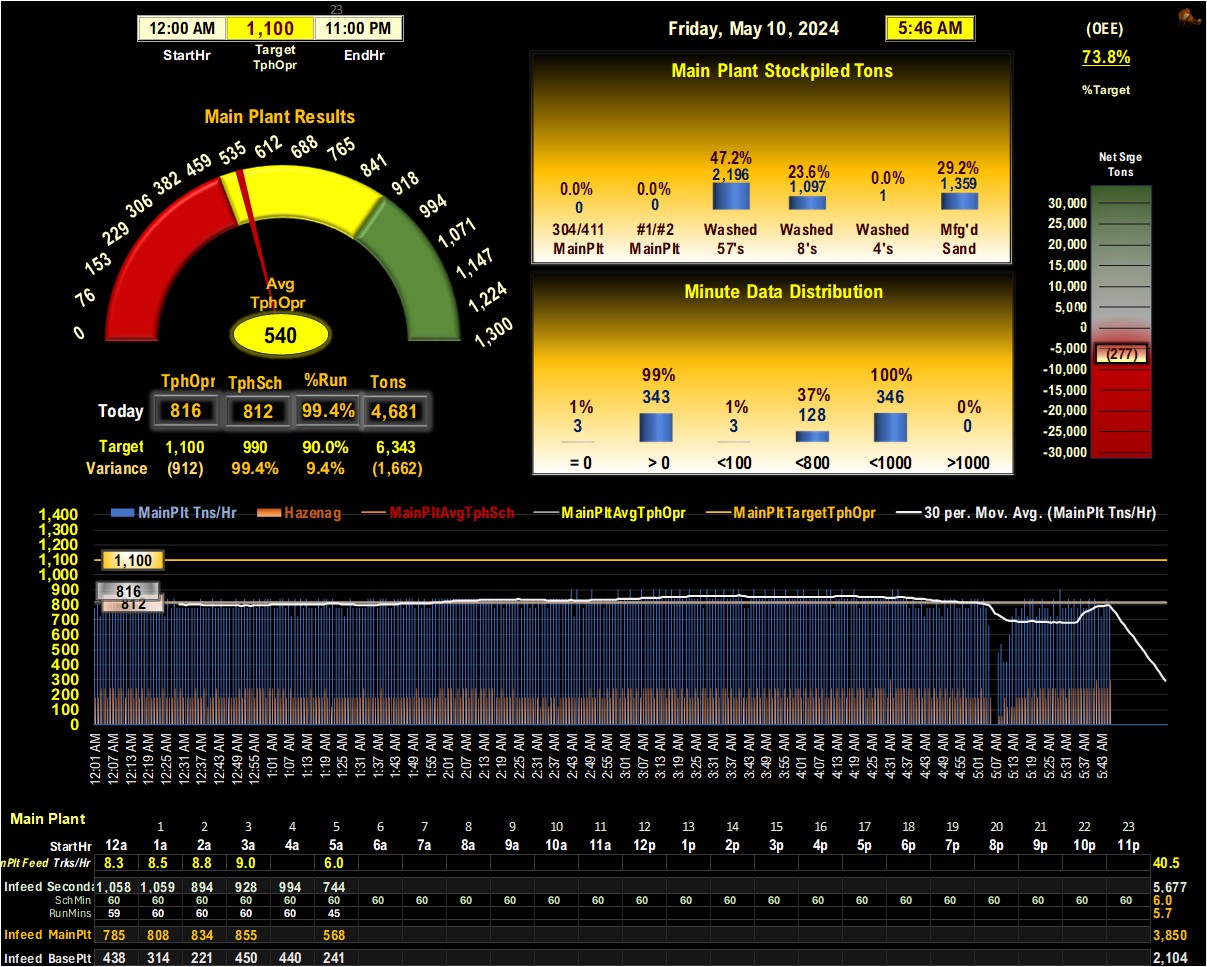 23
12:00 AM 1,100 11:00 PM
StartHr Target TphOpr EndHr
Friday, May 10, 2024 5:46 AM
(OEE)
73.8%
%Target
Main Plant Results
0 76 153 229 306 382 459 535 612 688 765 841 918 994 1,071 1,147 1,224 1,300
Avg
TphOpr
540
TphOpr TphSch %Run Tons
Today 816 812 99.4% 4,681
Target 1,100 990 90.0% 6,343
Variance (912) 99.4% 9.4% (1,662)
Main Plant Stockpiled Tons
0.0% 0.0% 47.2% 23.6% 0.0% 29.2%
0 0 2,196 1,097 1 1,359
304/411 #1/#2 Washed Washed Washed Mfg'd
MainPlt MainPlt 57's 8's 4's Sand
Minute Data Distribution
1% 99% 1% 37% 100% 0%
3 343 3 128 346 0
= 0 > 0 <100 <800 <1000 >1000
Net Srge
Tons
30,000
25,000
20,000
15,000
10,000
5,000
0
-5,000
(277)
-10,000
-15,000
-20,000
-25,000
-30,000
MainPlt Tns/Hr Hazenag MainPltAvgTphSch MainPltAvgTphOpr MainPltTargetTphOpr 30 per. Mov. Avg. (MainPlt Tns/Hr)
1,400
1,300
1,200
1,100
1,000
900
800
700
600
500
400
300
200
100
0
1,100
816
812
12:01 AM 12:07 AM 12:13 AM 12:19 AM 12:25 AM 12:31 AM 12:37 AM 12:43 AM 12:49 AM 12:55 AM 1:01 AM 1:07 AM 1:13 AM 1:19 AM 1:25 AM 1:31 AM 1:37 AM 1:43 AM 1:49 AM 1:55 AM 2:01 AM 2:07 AM 2:13 AM 2:19 AM 2:25 AM 2:31 AM 2:37 AM 2:43 AM 2:49 AM 2:55 AM 3:01 AM 3:07 AM 3:13 AM 3:19 AM 3:25 AM 3:31 AM 3:37 AM 3:43 AM 3:49 AM 3:55 AM 4:01 AM 4:07 AM 4:13 AM 4:19 AM 4:25 AM 4:31 AM 4:37 AM 4:43 AM 4:49 AM 4:55 AM 5:01 AM 5:07 AM 5:13 AM 5:19 AM 5:25 AM 5:31 AM 5:37 AM 5:43 AM
Main Plant
1 2 3 4 5 6 7 8 9 10 11 12 13 14 15 16 17 18 19 20 21 22 23
StartHr 12a 1a 2a 3a 4a 5a 6a 7a 8a 9a 10a 11a 12p 1p 2p 3p 4p 5p 6p 7p 8p 9p 10p 11p
nPlt Feed Trks/Hr 8.3 8.5 8.8 9.0 6.0 40.5
Infeed Seconda 1,058 1,059 894 928 994 744 5,677
SchMin 60 60 60 60 60 60 60 60 60 60 60 60 60 60 60 60 60 60 60 60 60 60 60 60 6.0
RunMins 59 60 60 60 60 45 5.7
Infeed MainPlt 785 808 834 855 568 3,850
Infeed BasePlt 438 314 221 450 440 241 2,104